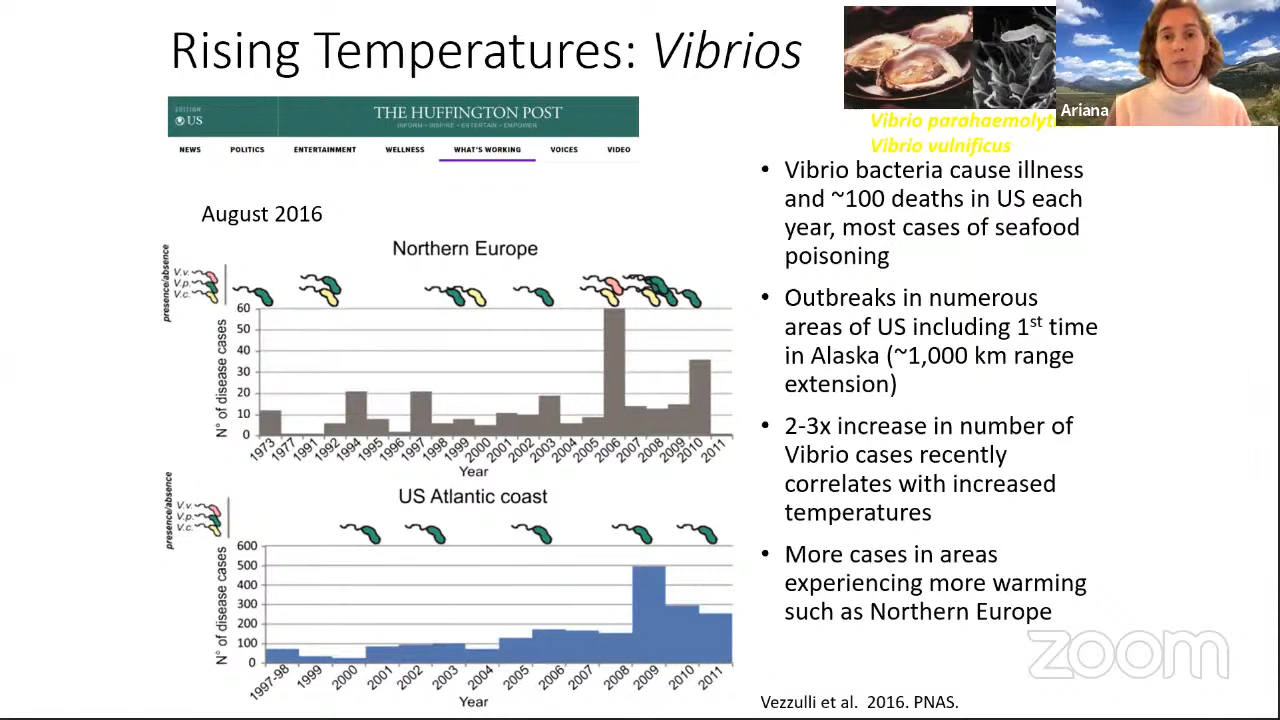 Rising Temperatures: Vibrios
EDITION
US
THE HUFFINGTON POST
INFORM • INSPIRE • ENTERTAIN • EMPOWER
NEWS POLITICS ENTERTAINMENT WELLNESS WHAT'S WORKING VOICES VIDEO
August 2016
Northern Europe
presence/absence
V.v.
V.p.
V.c.
N° of disease cases
60
50
40
30
20
10
0
1973 1977 1991 1992 1994 1995 1996 1997 1998 1999 2000 2001 2002 2003 2004 2005 2006 2007 2008 2009 2010 2011
Year
US Atlantic coast
presence/absence
V.v.
V.p.
V.c.
N° of disease cases
600
500
400
300
200
100
0
1997-98 1999 2000 2001 2002 2003 2004 2005 2006 2007 2008 2009 2010 2011
Year
Ariana
Vibrio
Vibrio vulnificus
• Vibrio bacteria cause illness
and ~100 deaths in US each
year, most cases of seafood
poisoning
• Outbreaks in numerous
areas of US including 1st time
in Alaska (~1,000 km range
extension)
• 2-3x increase in number of
Vibrio cases recently
correlates with increased
temperatures
• More cases in areas
experiencing more warming
such as Northern Europe
zoom
Vezzulli et al. 2016. PNAS.